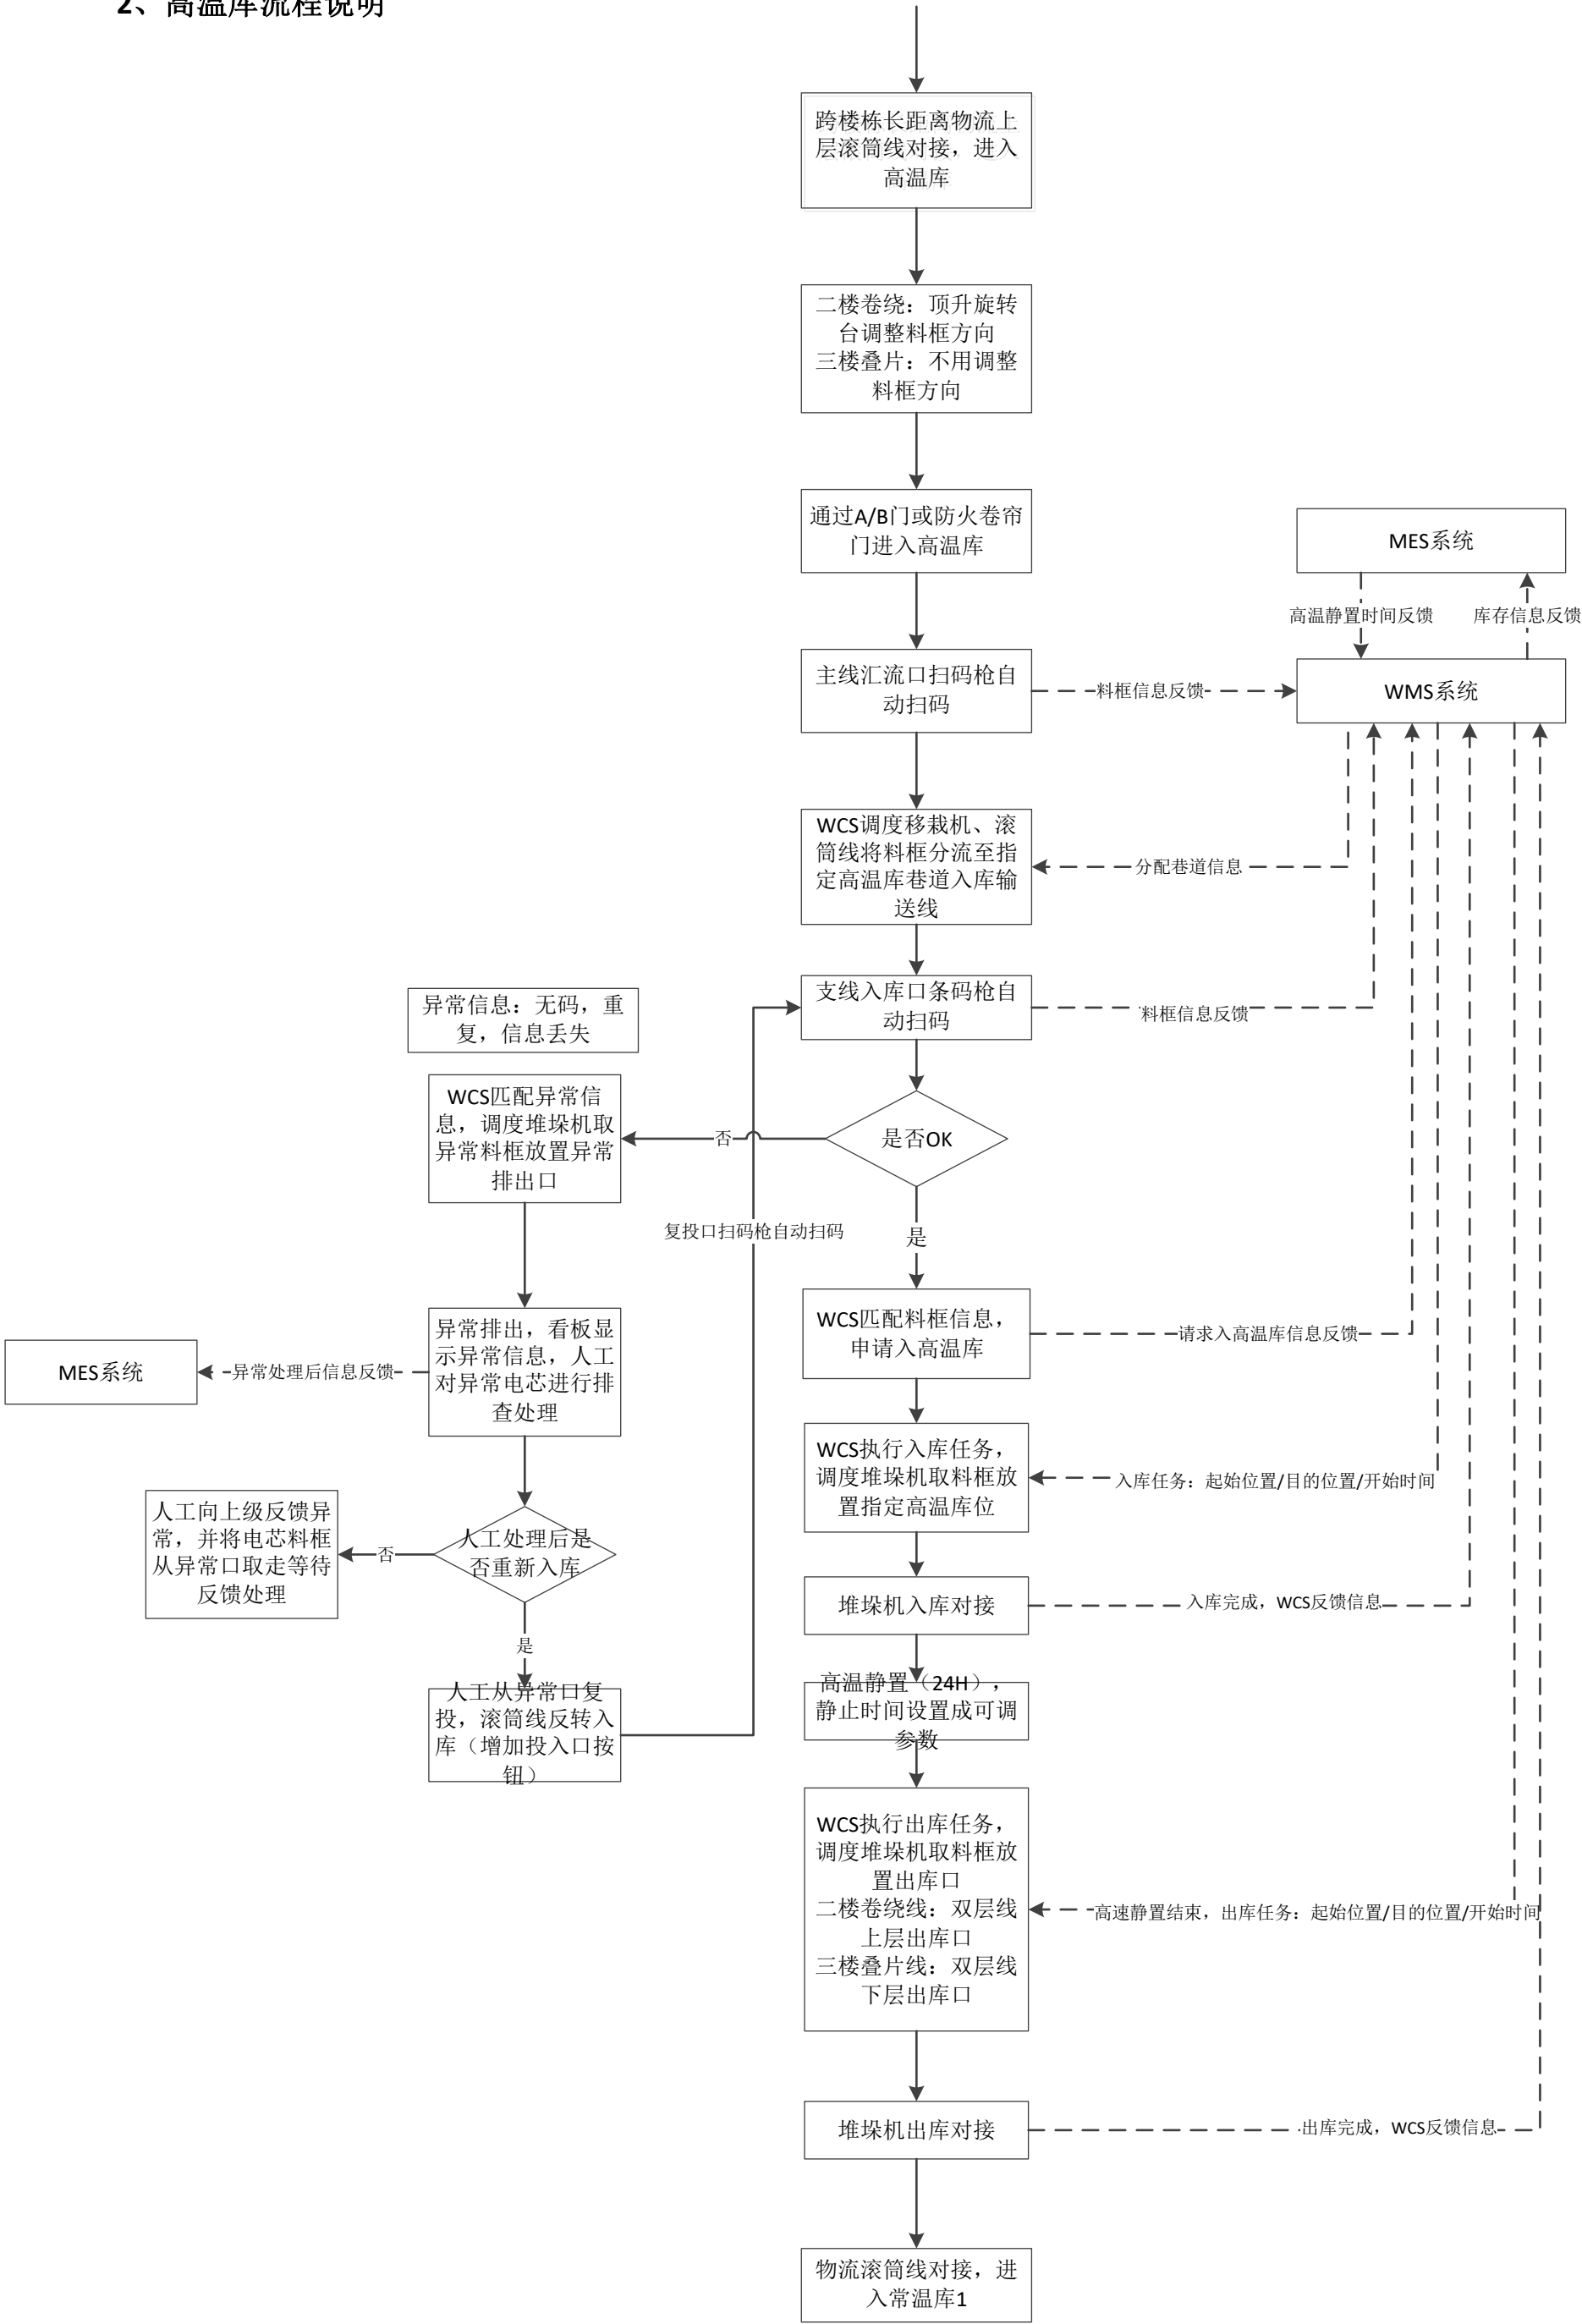 2、高温库流程说明
跨楼栋长距离物流上
层滚筒线对接，进入
高温库
二楼卷绕：顶升旋转
台调整料框方向
三楼叠片：不用调整
料框方向
通过A/B门或防火卷帘
门进入高温库
MES系统
高温静置时间反馈
库存信息反馈
主线汇流口扫码枪自
动扫码
料框信息反馈
WMS系统
WCS调度移栽机、滚
筒线将料框分流至指
定高温库巷道入库输
送线
分配巷道信息
支线入库口条码枪自
动扫码
料框信息反馈
异常信息：无码，重
复，信息丢失
WCS匹配异常信
息，调度堆垛机取
异常料框放置异常
排出口
否
是否OK
复投口扫码枪自动扫码
是
WCS匹配料框信息，
申请入高温库
请求入高温库信息反馈
MES系统
异常处理后信息反馈
异常排出，看板显
示异常信息，人工
对异常电芯进行排
查处理
WCS执行入库任务，
调度堆垛机取料框放
置指定高温库位
入库任务：起始位置/目的位置/开始时间
人工向上级反馈异
常，并将电芯料框
从异常口取走等待
反馈处理
否
人工处理后是
否重新入库
堆垛机入库对接
入库完成，WCS反馈信息
是
人工从异常口复
投，滚筒线反转入
库（增加投入口按
钮）
高温静置（24H），
静止时间设置成可调
参数
WCS执行出库任务，
调度堆垛机取料框放
置出库口
二楼卷绕线：双层线
上层出库口
三楼叠片线：双层线
下层出库口
高速静置结束，出库任务：起始位置/目的位置/开始时间
堆垛机出库对接
出库完成，WCS反馈信息
物流滚筒线对接，进
入常温库1